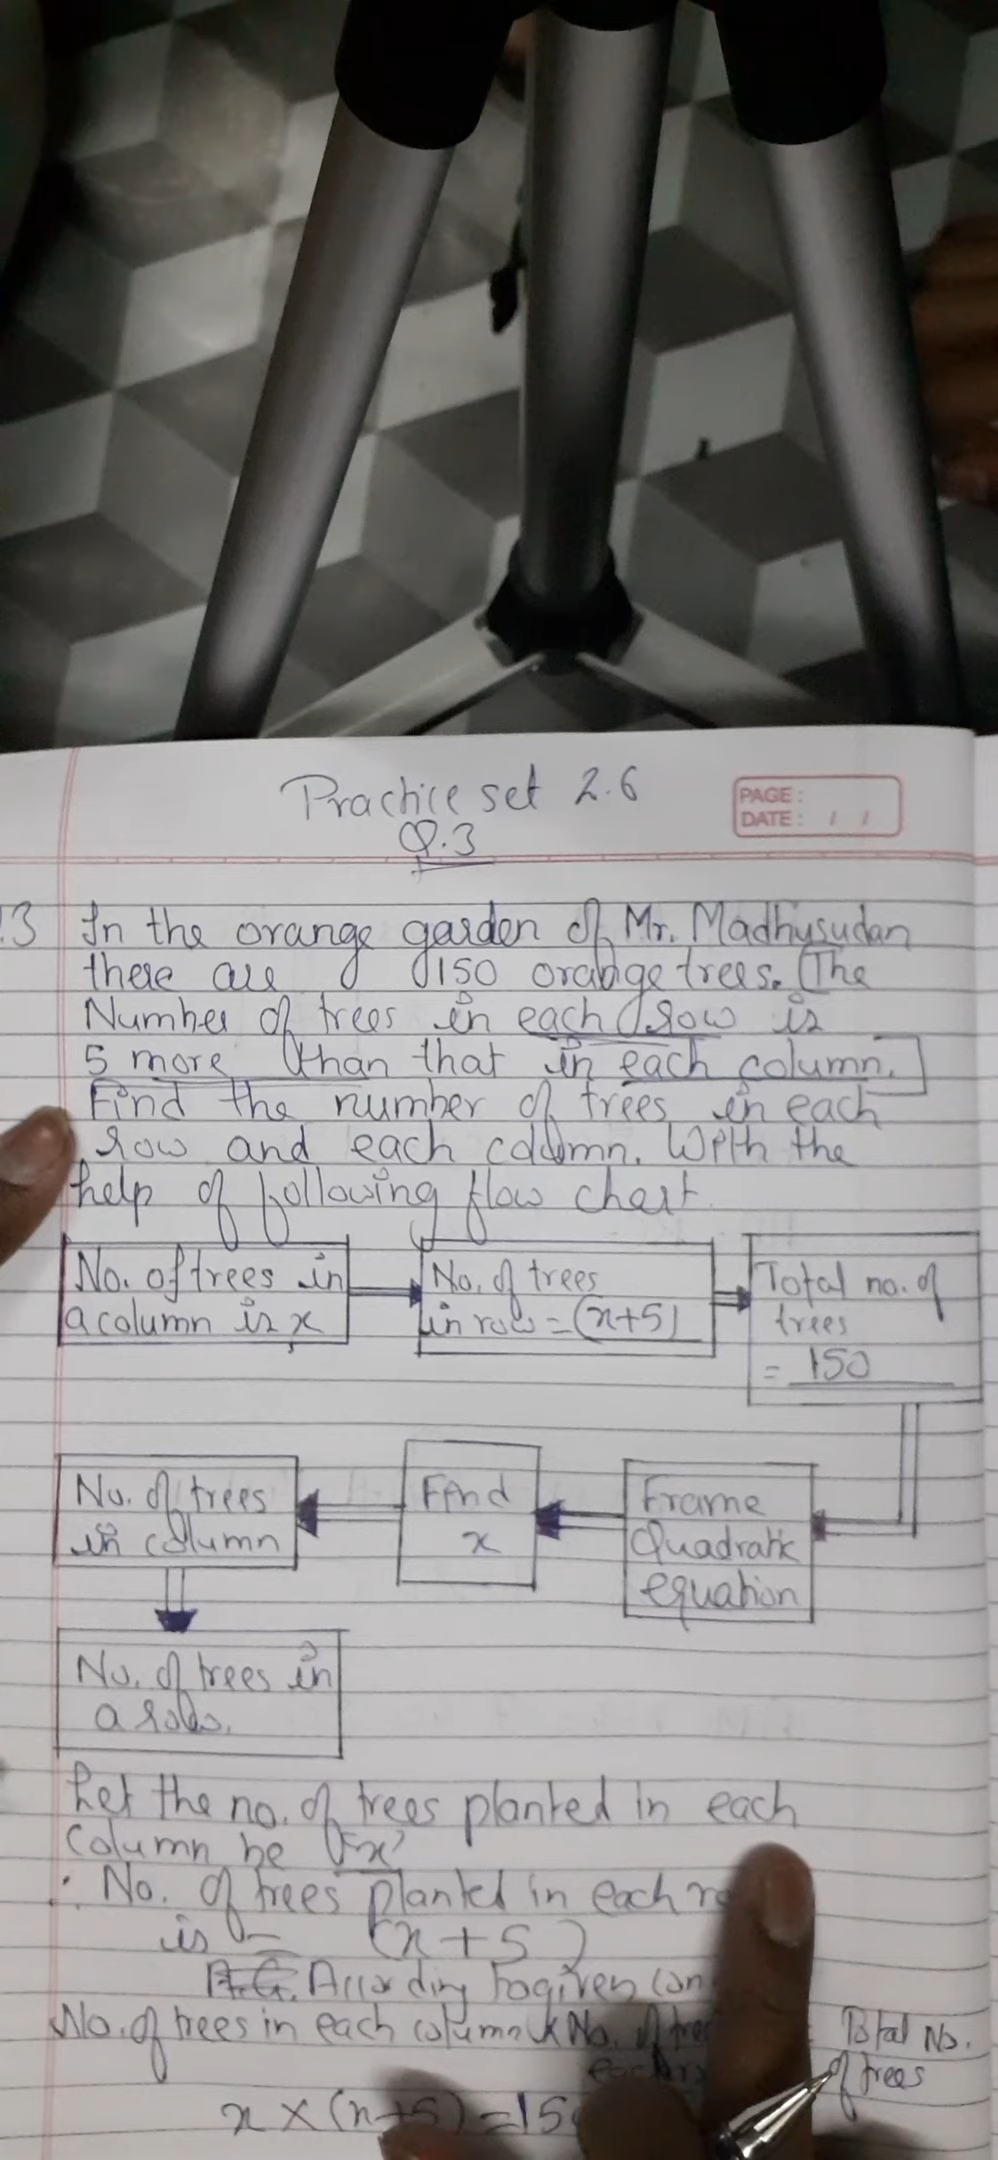 Practice set 2.6
Q.3
PAGE:
DATE: / /
.3 In the orange garden of Mr. Madhusudan
there are 150 orange trees. The
Number of trees in each row is
5 more than that in each column.
Find the number of trees in each
row and each column. With the
help of following flow chart.
No. of trees in
a column is x
No. of trees
in row = (x+5)
Total no. of
trees
= 150
Frame
Quadratic
equation
Find
x
No. of trees
in column
No. of trees in
a row.
Let the no. of trees planted in each
column be 'x'
∴ No. of trees planted in each
is = (x+5)
According to given con
No. of trees in each column x No. of
Total No.
of trees
x × (x+5) = 15